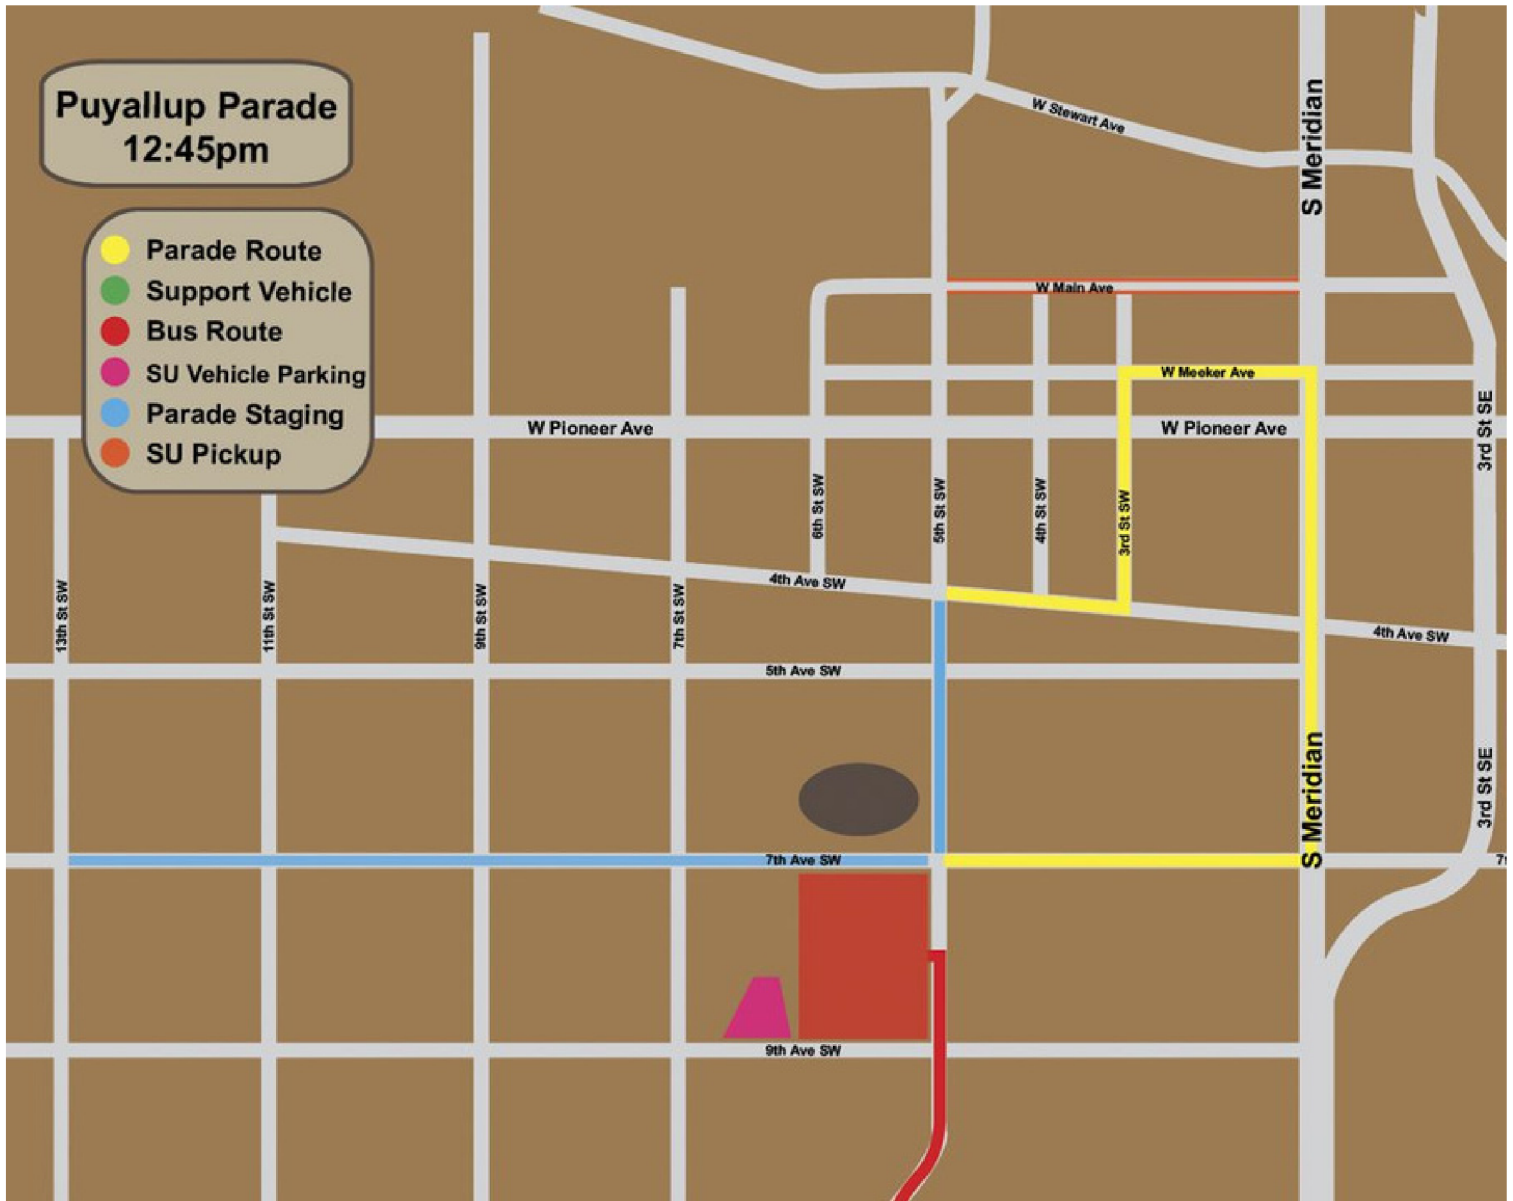 Puyallup Parade
12:45pm
Parade Route
Support Vehicle
Bus Route
SU Vehicle Parking
Parade Staging
SU Pickup
W Stewart Ave
S Meridian
W Main Ave
W Meeker Ave
W Pioneer Ave
W Pioneer Ave
3rd St SE
6th St SW
5th St SW
4th St SW
3rd St SW
4th Ave SW
13th St SW
11th St SW
9th St SW
7th St SW
4th Ave SW
5th Ave SW
S Meridian
3rd St SE
7th Ave SW
9th Ave SW